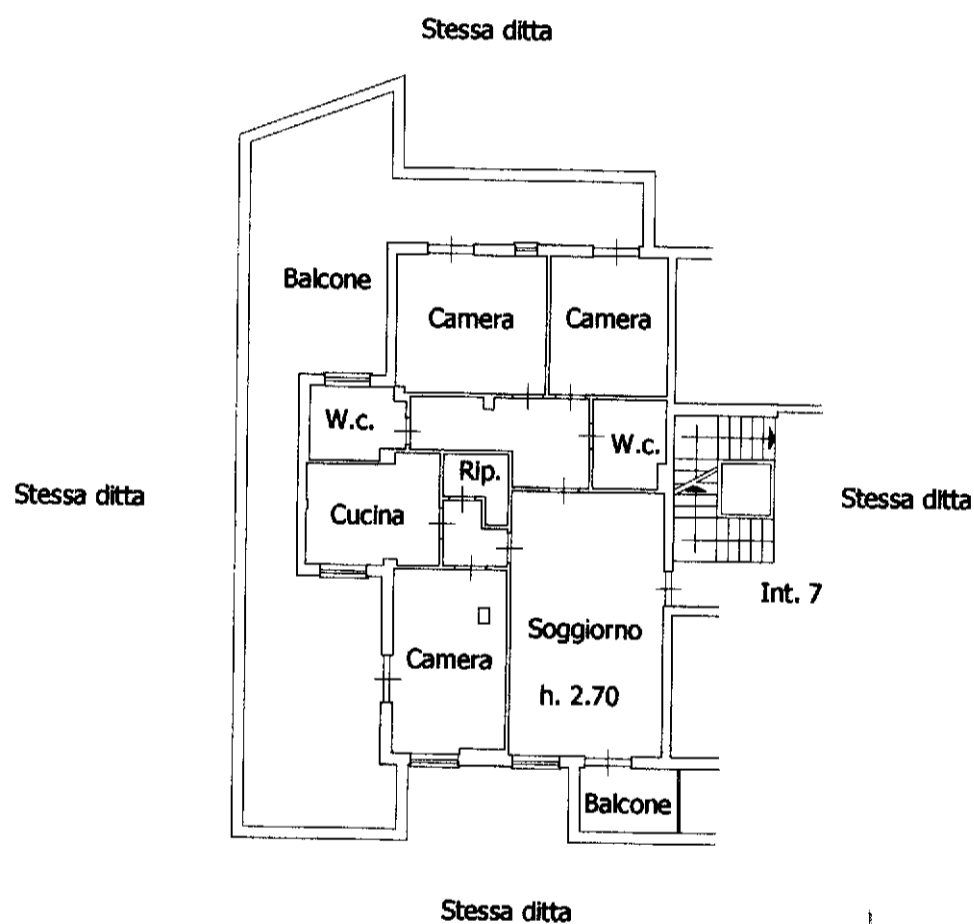 Stessa ditta
Balcone
Camera
Camera
W.c.
W.c.
Rip.
Stessa ditta
Cucina
Stessa ditta
Int. 7
Soggiorno
Camera
h. 2.70
Balcone
Stessa ditta